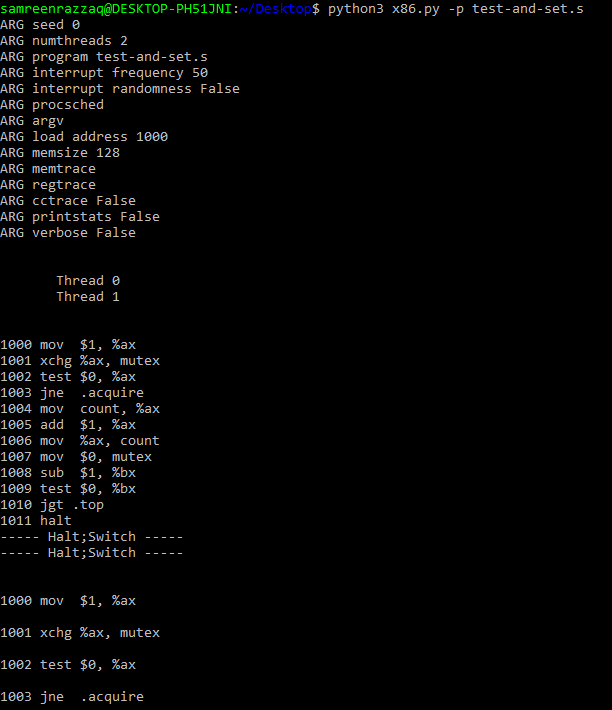 samreenrazzaq@DESKTOP-PH51JNI:~/Desktop$ python3 x86.py -p test-and-set.s
ARG seed 0
ARG numthreads 2
ARG program test-and-set.s
ARG interrupt frequency 50
ARG interrupt randomness False
ARG procsched
ARG argv
ARG load address 1000
ARG memsize 128
ARG memtrace
ARG regtrace
ARG cctrace False
ARG printstats False
ARG verbose False
Thread 0
Thread 1
1000 mov  $1, %ax
1001 xchg %ax, mutex
1002 test $0, %ax
1003 jne  .acquire
1004 mov  count, %ax
1005 add  $1, %ax
1006 mov  %ax, count
1007 mov  $0, mutex
1008 sub  $1, %bx
1009 test $0, %bx
1010 jgt .top
1011 halt
----- Halt;Switch -----
----- Halt;Switch -----
1000 mov  $1, %ax
1001 xchg %ax, mutex
1002 test $0, %ax
1003 jne  .acquire